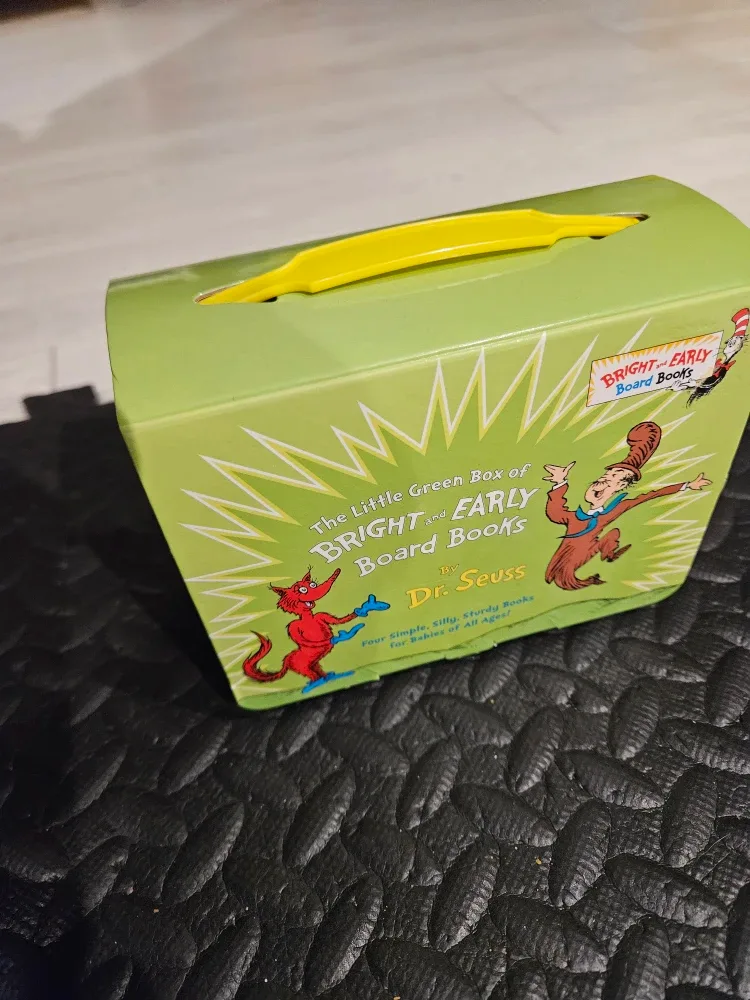 BRIGHT and EARLY
Board Books
The Little Green Box of
BRIGHT and EARLY
Board Books
By
Dr. Seuss
Four Simple, Silly, Sturdy Books
for Babies of All Ages!